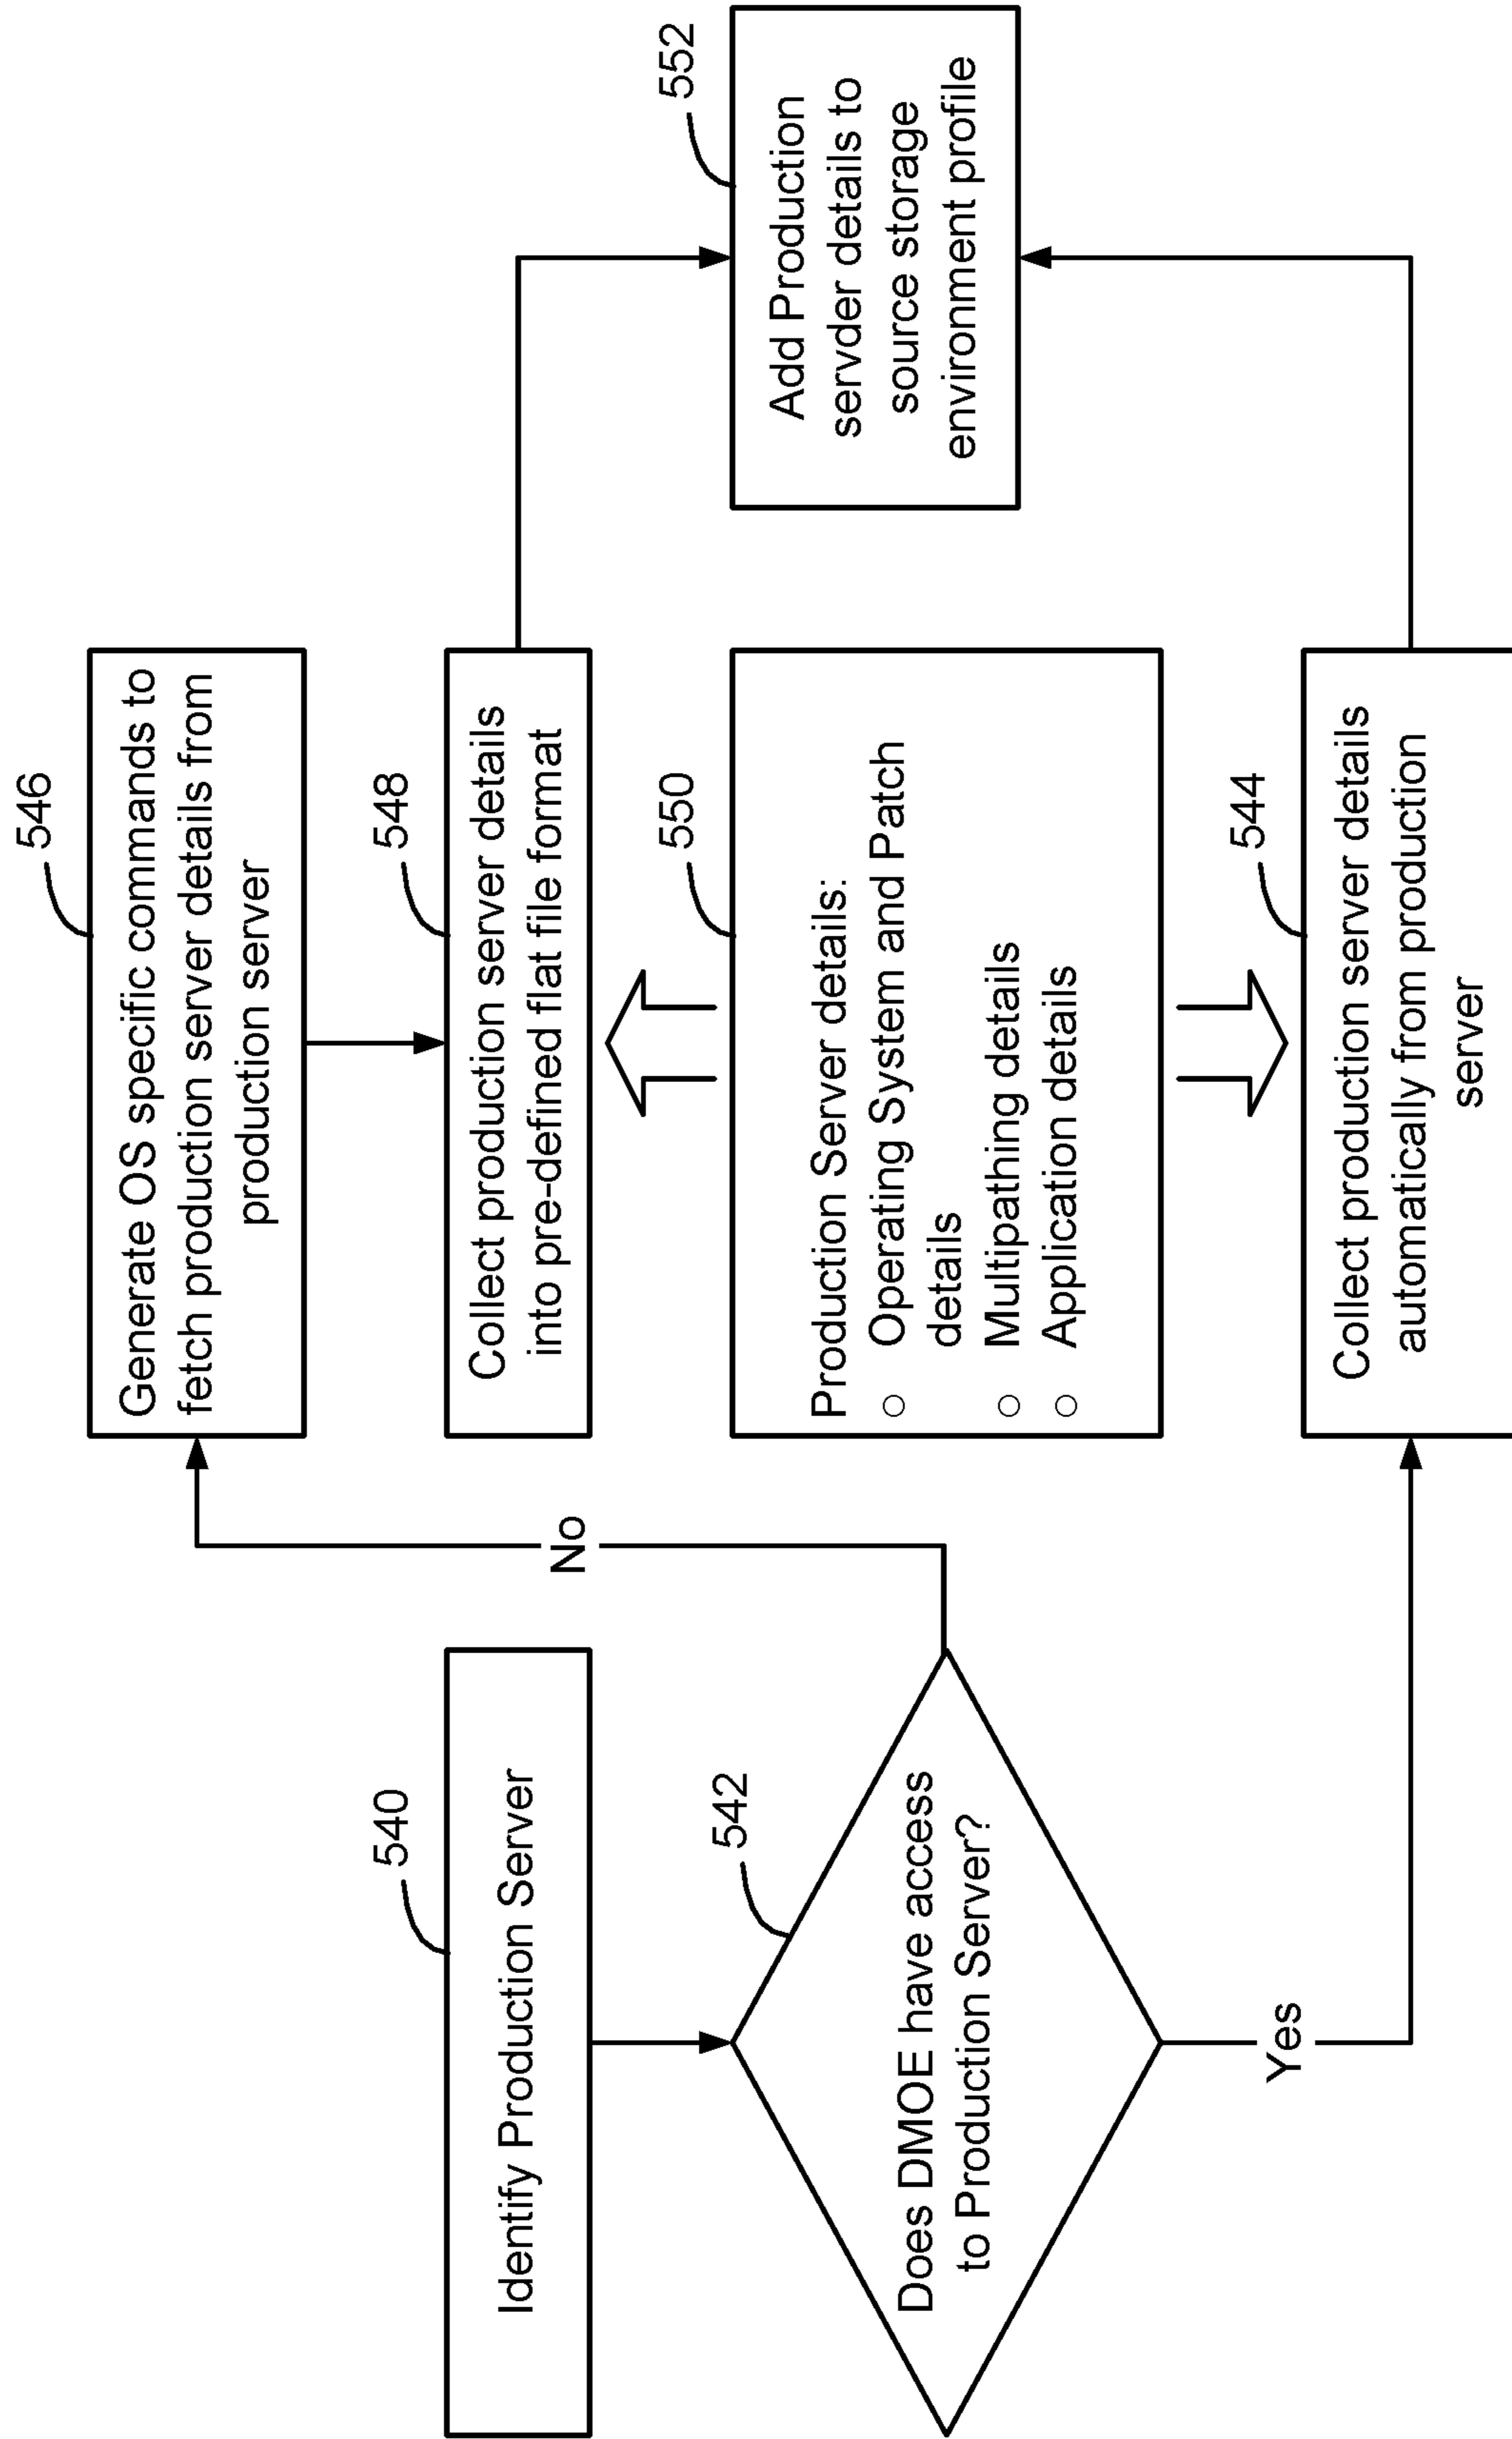 540
Identify Production Server
542
Does DMOE have access
to Production Server?
No
Yes
546
Generate OS specific commands to
fetch production server details from
production server
548
Collect production server details
into pre-defined flat file format
550
Production Server details:
○ Operating System and Patch
details
○ Multipathing details
○ Application details
544
Collect production server details
automatically from production
server
552
Add Production
servder details to
source storage
environment profile